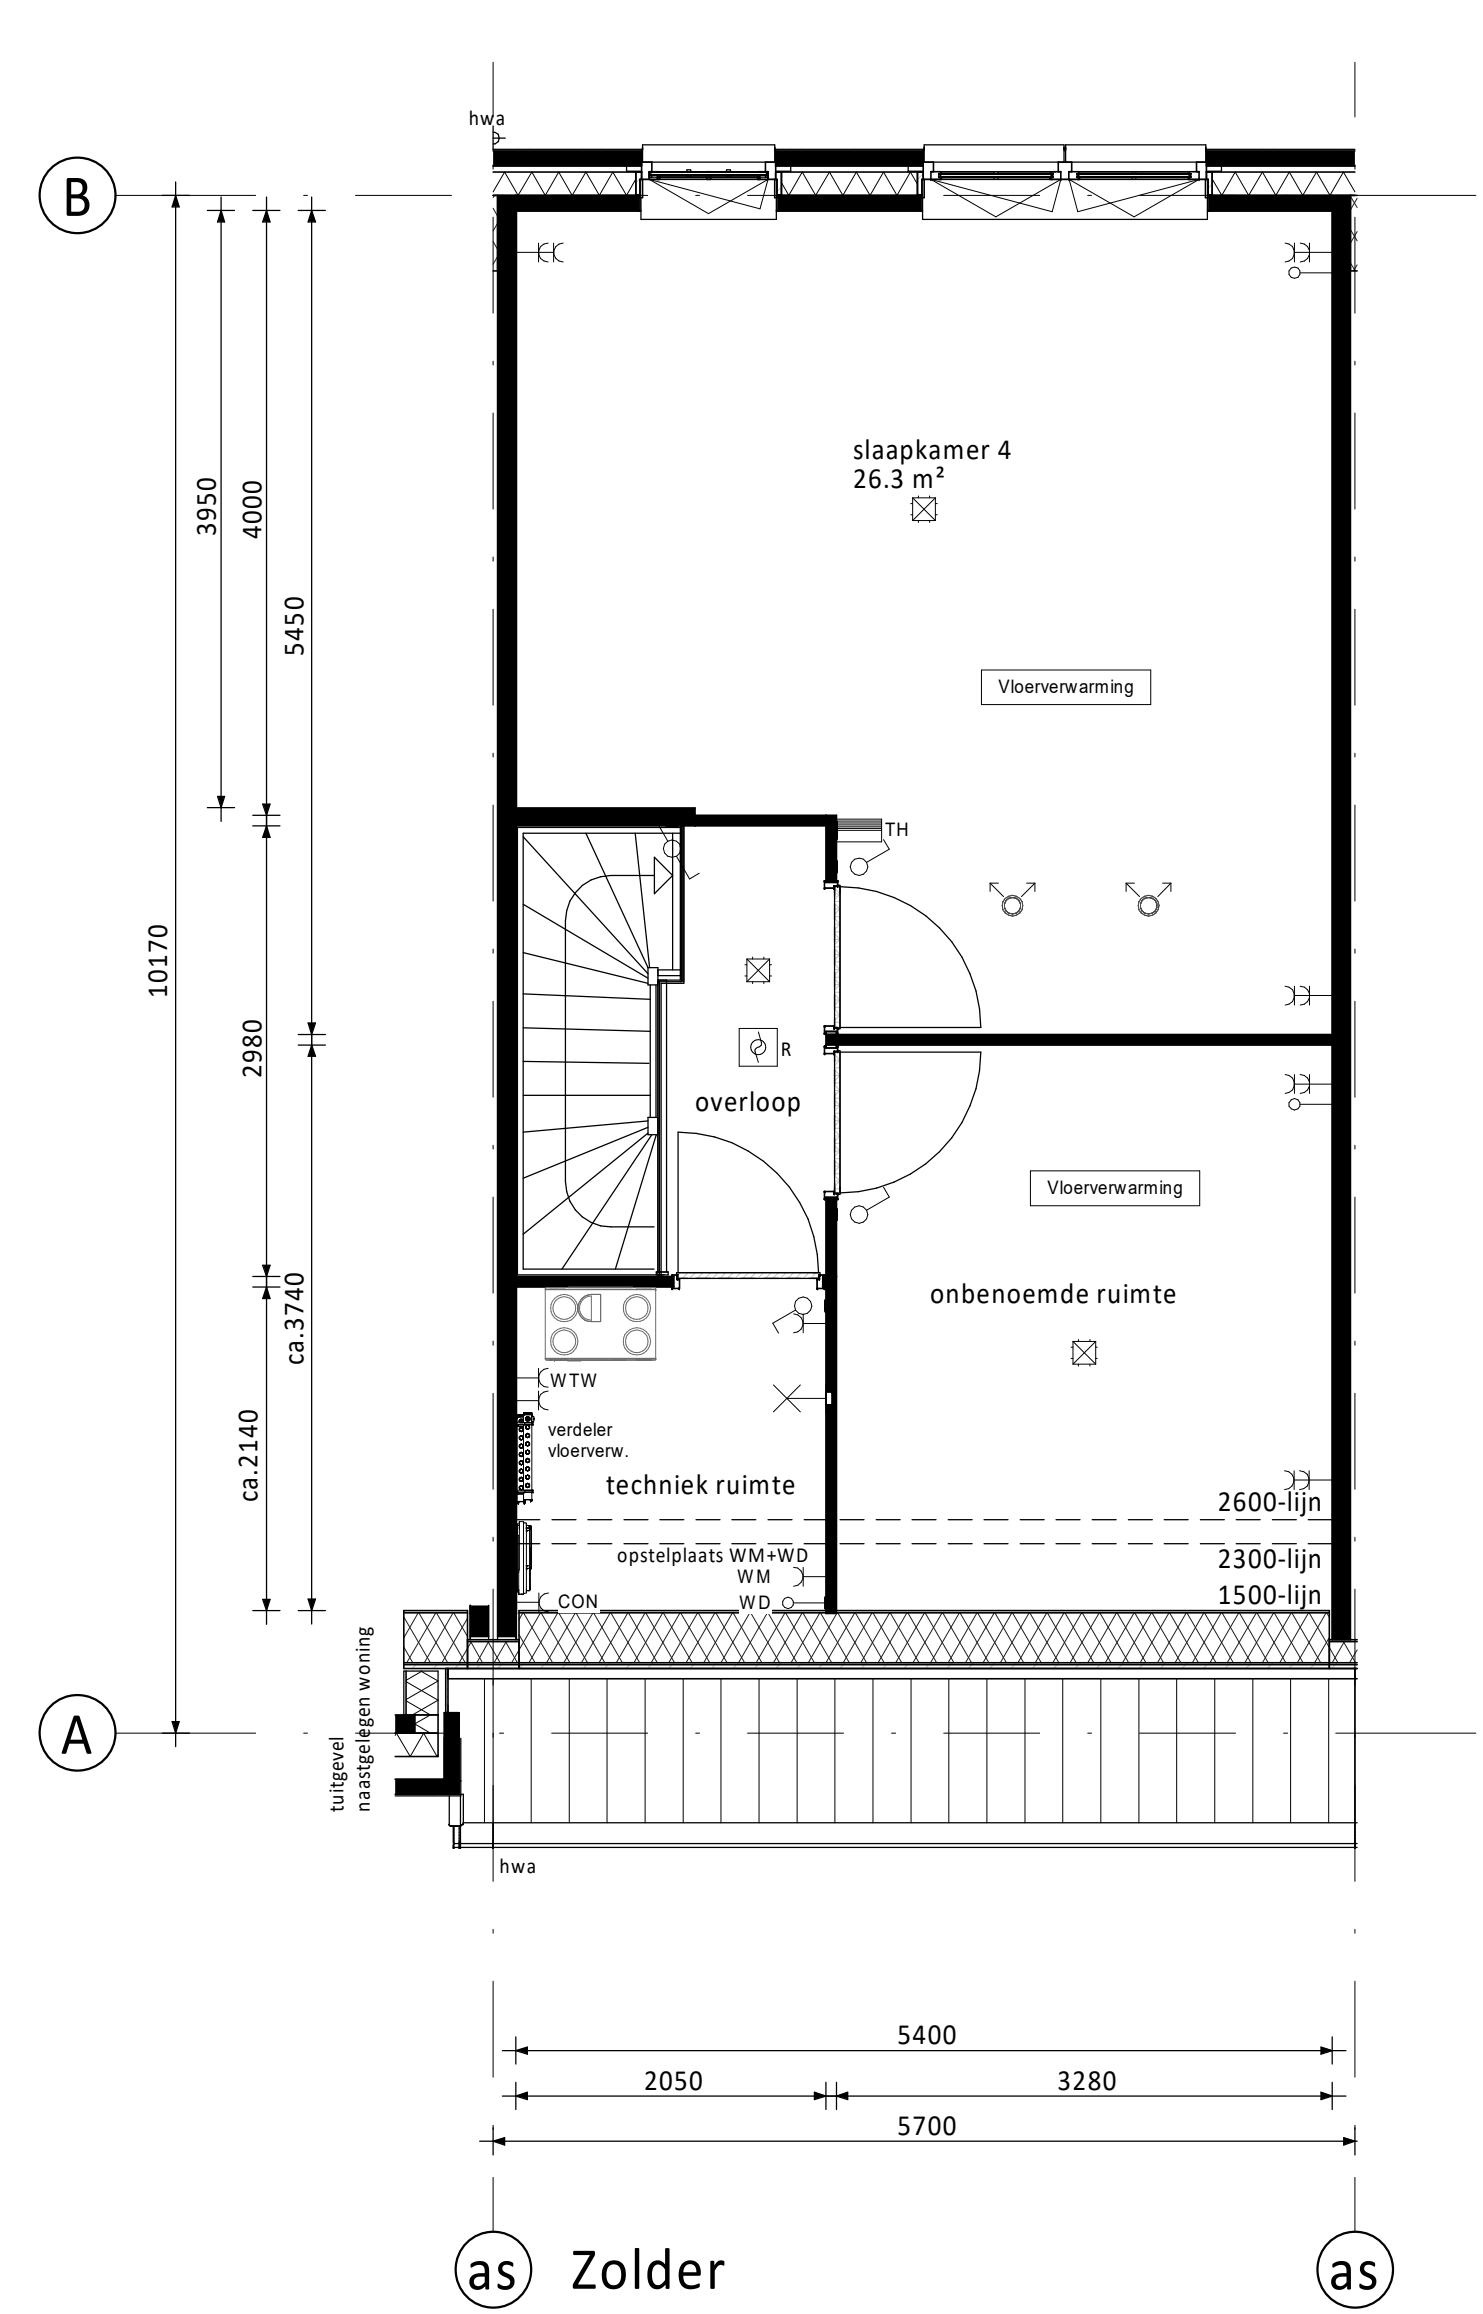 hwa
B
slaapkamer 4
26.3 m²
3950
4000
5450
Vloerverwarming
TH
10170
2980
R
overloop
Vloerverwarming
onbenoemde ruimte
ca.3740
WTW
ca.2140
verdeler
vloerverw.
techniek ruimte
2600-lijn
opstelplaats WM+WD
2300-lijn
WM
1500-lijn
CON
WD
A
tuitgevel
naastgelegen woning
hwa
5400
2050
3280
5700
as
Zolder
as